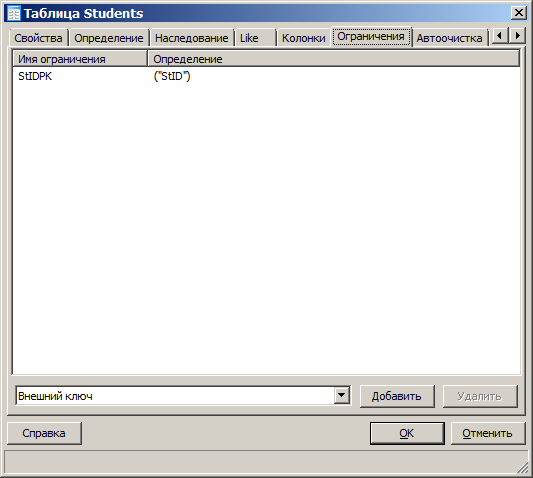 Таблица Students
Свойства Определение Наследование Like Колонки Ограничения Автоочистка
Имя ограничения Определение
StIDPK ("StID")
Внешний ключ Добавить Удалить
Справка OK Отменить